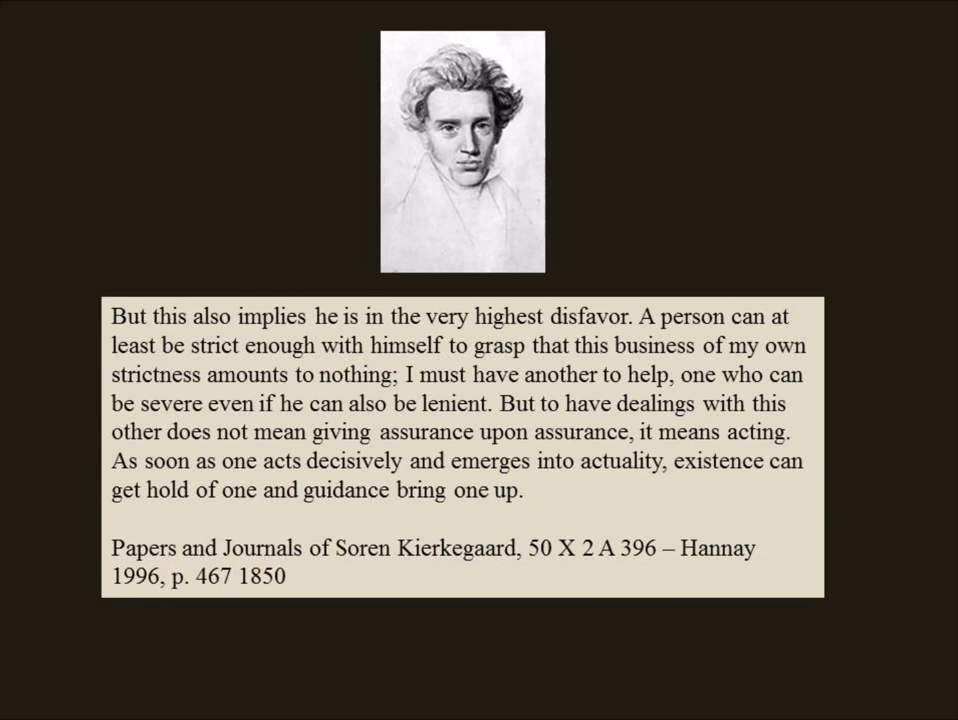 But this also implies he is in the very highest disfavor. A person can at
least be strict enough with himself to grasp that this business of my own
strictness amounts to nothing; I must have another to help, one who can
be severe even if he can also be lenient. But to have dealings with this
other does not mean giving assurance upon assurance, it means acting.
As soon as one acts decisively and emerges into actuality, existence can
get hold of one and guidance bring one up.
Papers and Journals of Soren Kierkegaard, 50 X 2 A 396 – Hannay
1996, p. 467 1850